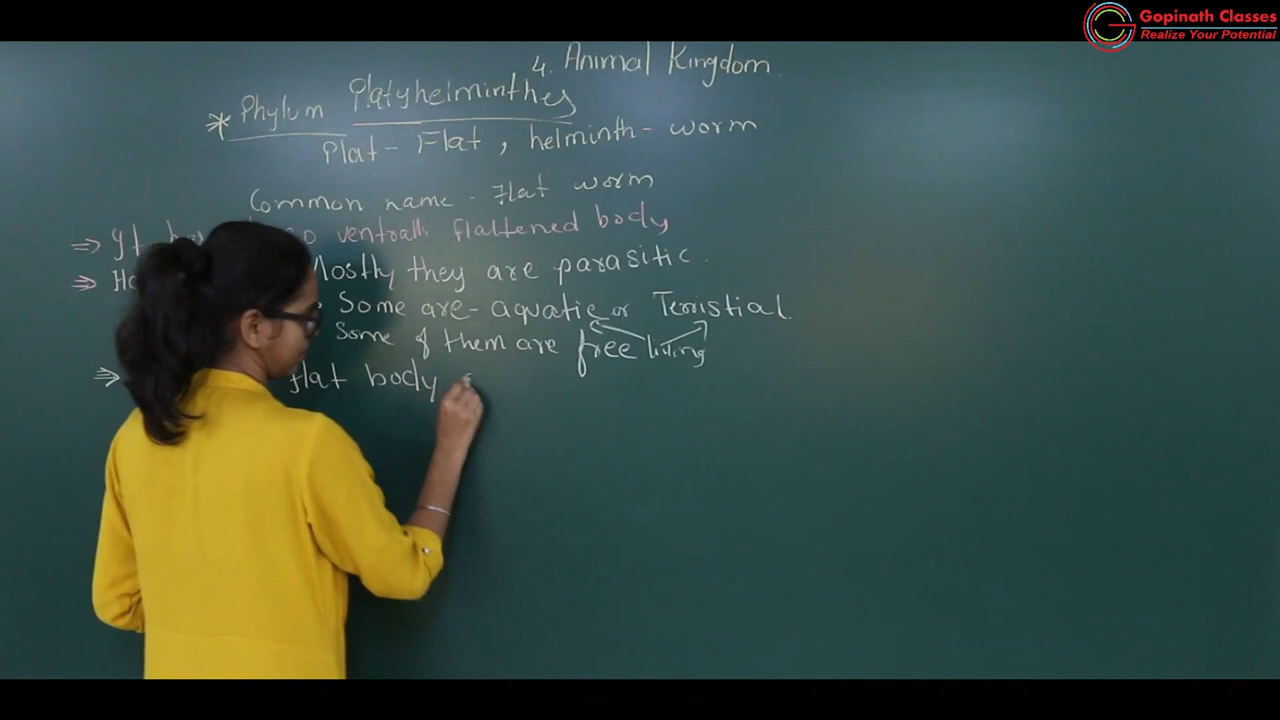 Gopinath Classes
Realize Your Potential
4. Animal Kingdom.
* Phylum Platyhelminthes
Plat - Flat, helminth - worm
Common name - flat worm
⇒ It ventrally flattened body
⇒ Mostly they are parasitic.
Some are - aquatic or Terristial.
Some of them are free living
⇒ flat body